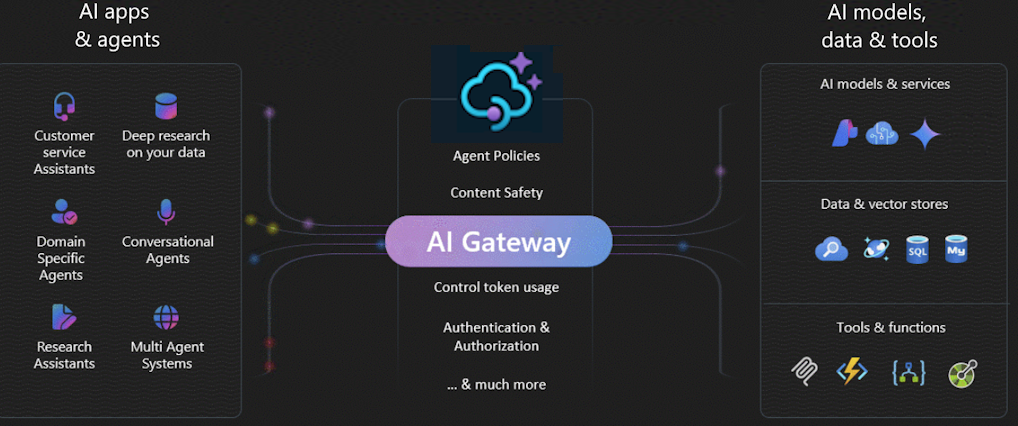 AI apps
& agents
Customer
service
Assistants
Deep research
on your data
Domain
Specific
Agents
Conversational
Agents
Research
Assistants
Multi Agent
Systems
Agent Policies
Content Safety
AI Gateway
Control token usage
Authentication &
Authorization
... & much more
AI models,
data & tools
AI models & services
Data & vector stores
SQL
My
Tools & functions